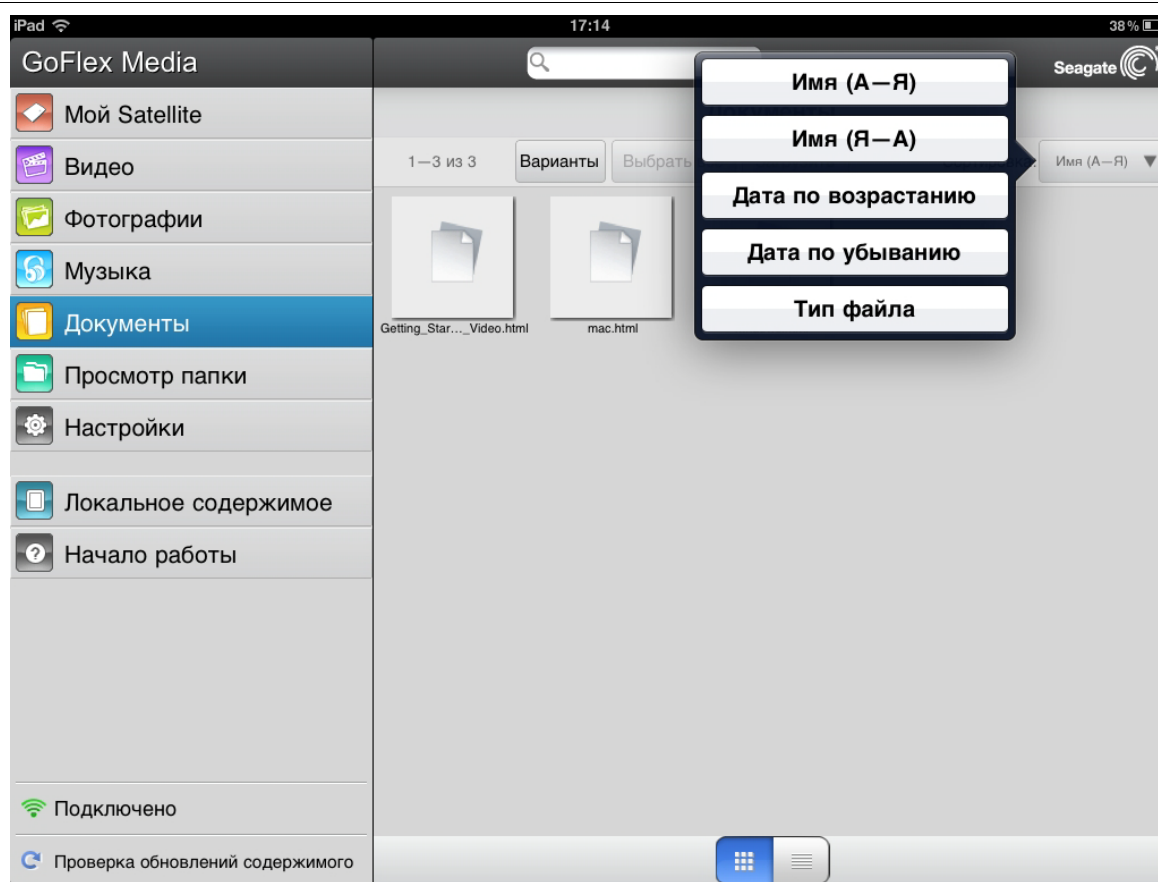 iPad 17:14 38%
GoFlex Media
Seagate
Мой Satellite
Видео
Фотографии
Музыка
Документы
Просмотр папки
Настройки
Локальное содержимое
Начало работы
Подключено
Проверка обновлений содержимого
1—3 из 3 Варианты Выбрать Имя (А—Я)
Getting_Star..._Video.html mac.html
Имя (А—Я)
Имя (Я—А)
Дата по возрастанию
Дата по убыванию
Тип файла